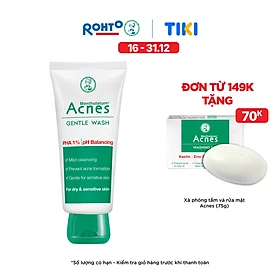 ROHTO
TIKI
16 - 31.12
Mentholatum
Acnes
GENTLE WASH
PHA 1% | pH Balancing
Mild cleansing
Prevent acne formation
Gentle for sensitive skin
For dry & sensitive skin
ĐƠN TỪ 149K
TẶNG
70K
Acnes
Xà phòng tắm và rửa mặt
Acnes (75g)
*Số lượng có hạn - Kiểm tra giỏ hàng trước khi thanh toán